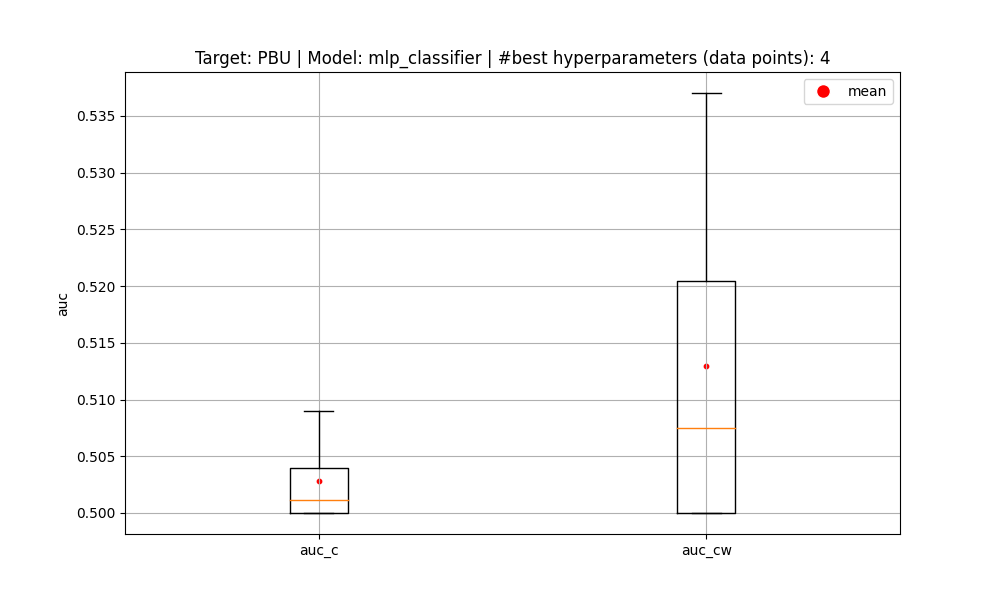 Target: PBU | Model: mlp_classifier | #best hyperparameters (data points): 4
mean
0.535
0.530
0.525
0.520
0.515
0.510
0.505
0.500
auc
auc_c
auc_cw